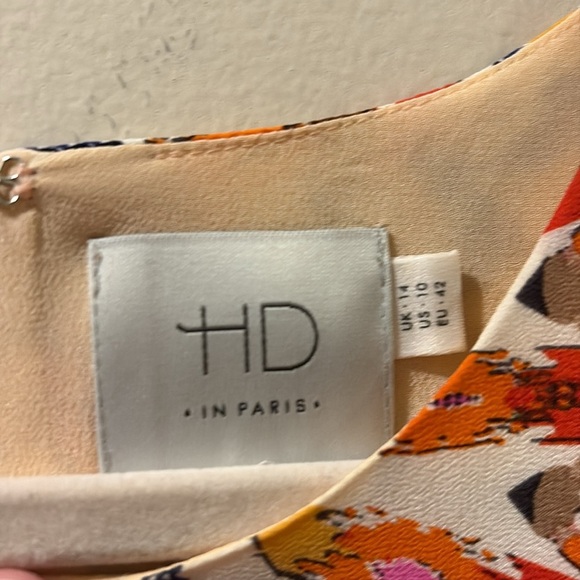 HD
• IN PARIS •
UK · 14
US · 10
EU · 42